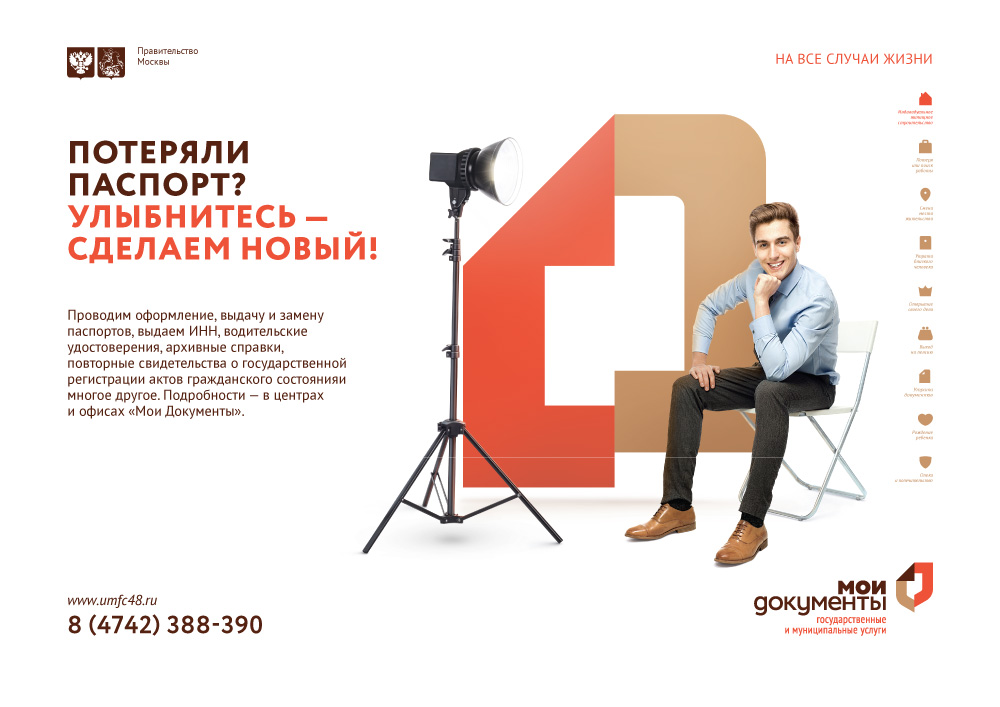 Правительство
Москвы
НА ВСЕ СЛУЧАИ ЖИЗНИ
ПОТЕРЯЛИ
ПАСПОРТ?
УЛЫБНИТЕСЬ —
СДЕЛАЕМ НОВЫЙ!
Проводим оформление, выдачу и замену
паспортов, выдаем ИНН, водительские
удостоверения, архивные справки,
повторные свидетельства о государственной
регистрации актов гражданского состоянияи
многое другое. Подробности — в центрах
и офисах «Мои Документы».
рождение
ребенка
www.umfc48.ru
8 (4742) 388-390
мои
документы
государственные
и муниципальные услуги